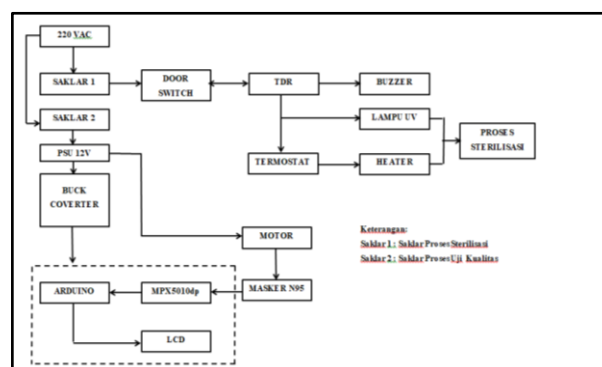 220 VAC
SAKLAR 1
DOOR
SWITCH
TDR
BUZZER
SAKLAR 2
LAMPU UV
PROSES
STERILISASI
PSU 12V
TERMOSTAT
HEATER
BUCK
COVERTER
MOTOR
Keterangan:
Saklar 1 : Saklar Proses Sterilisasi
Saklar 2 : Saklar Proses Uji Kualitas
ARDUINO
MPX5010dp
MASKER N95
LCD